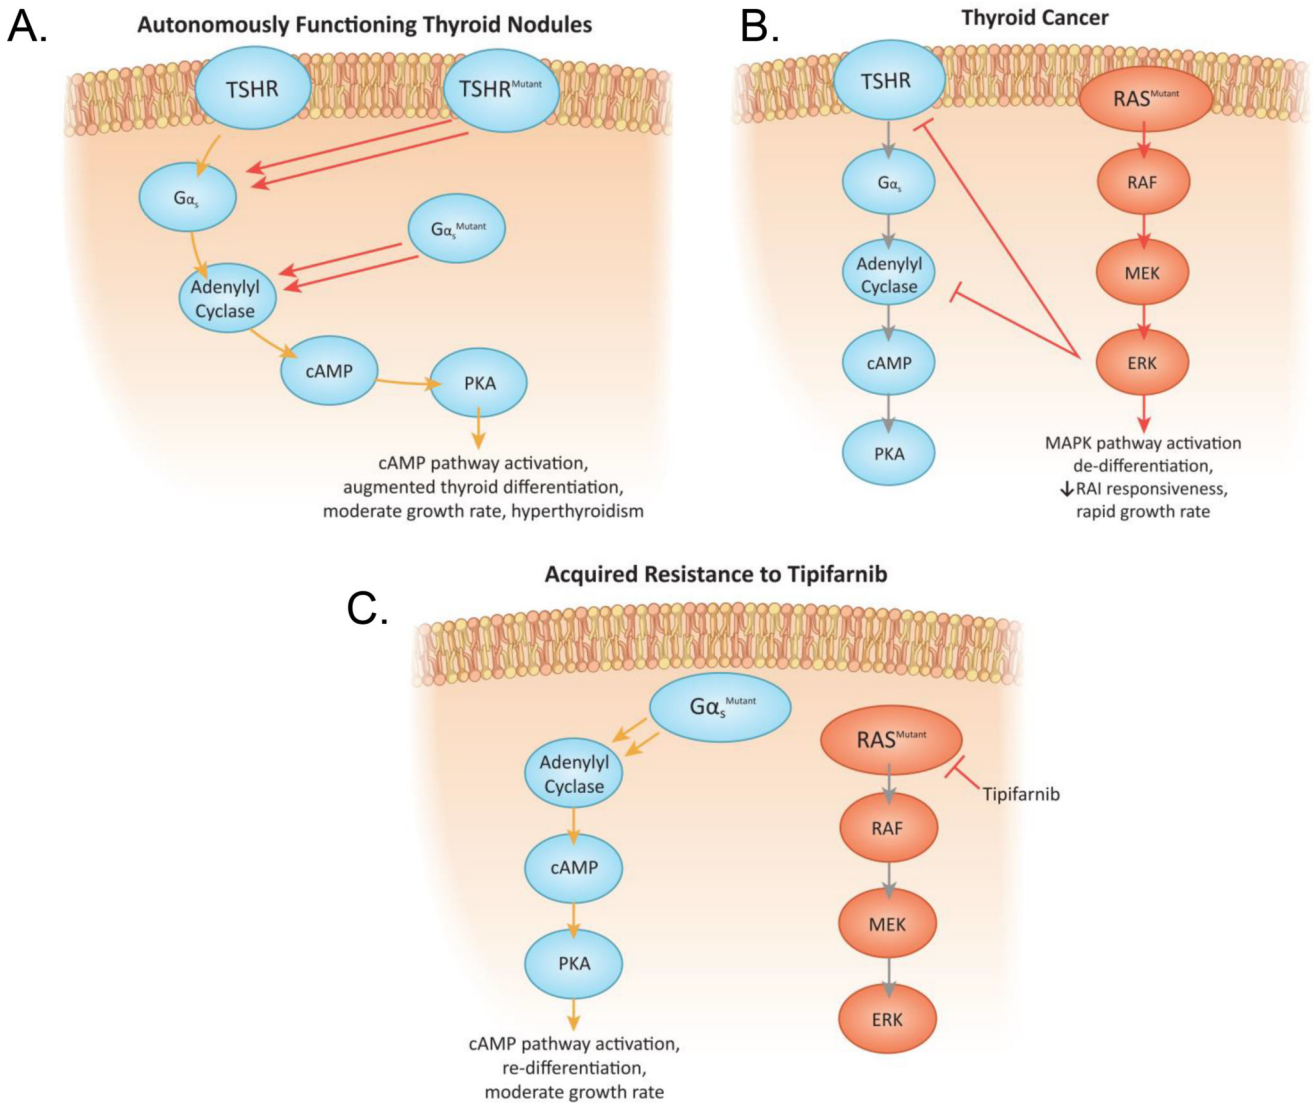 A.
Autonomously Functioning Thyroid Nodules
TSHR
TSHRMutant
Gαs
GαsMutant
Adenylyl
Cyclase
cAMP
PKA
cAMP pathway activation,
augmented thyroid differentiation,
moderate growth rate, hyperthyroidism
B.
Thyroid Cancer
TSHR
Gαs
Adenylyl
Cyclase
cAMP
PKA
RASMutant
RAF
MEK
ERK
MAPK pathway activation
de-differentiation,
↓RAI responsiveness,
rapid growth rate
C.
Acquired Resistance to Tipifarnib
GαsMutant
Adenylyl
Cyclase
cAMP
PKA
cAMP pathway activation,
re-differentiation,
moderate growth rate
RASMutant
Tipifarnib
RAF
MEK
ERK